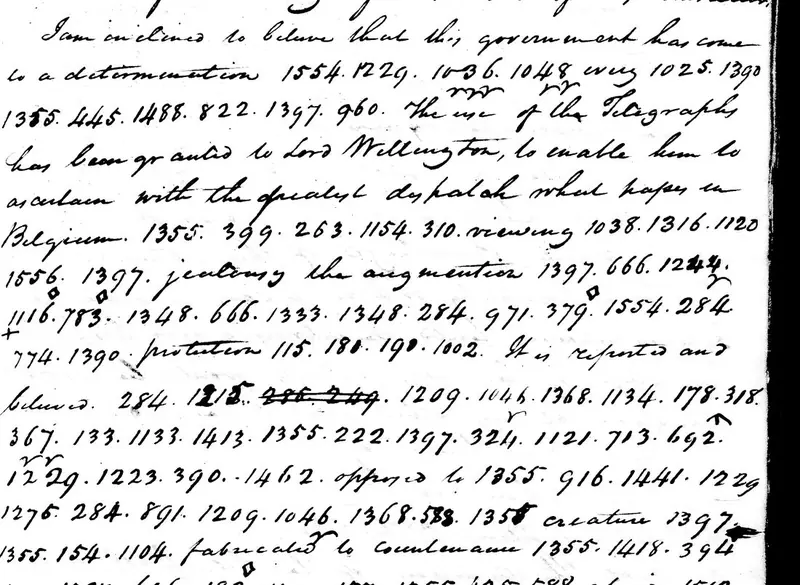 I am inclined to believe that this government has come
to a determination 1554. 1229. 1036. 1048 every 1025. 1390
1355. 445. 1488. 822. 1397. 960. The use of the Telegraphs
has been granted to Lord Wellington, to enable him to
ascertain with the greatest dispatch what passes in
Belgium. 1355. 399. 263. 1154. 310. viewing 1038. 1316. 1120
1556. 1397. jealousy the augmention 1397. 666. 1244.
1116. 783. 1348. 666. 1333. 1348. 284. 971. 379. 1554. 284
774. 1390. protection 115. 180. 190. 1002. It is reported and
believed. 284. 1215. 286. 249. 1209. 1046. 1368. 1134. 178. 318.
367. 133. 1133. 1413. 1355. 222. 1397. 324. 1121. 713. 692.
1229. 1223. 390. 1462. opposed to 1355. 916. 1441. 1229
1275. 284. 891. 1209. 1046. 1368. 588. 1355 creature 1397.
1355. 154. 1104. fabricated to countenance 1355. 1418. 394